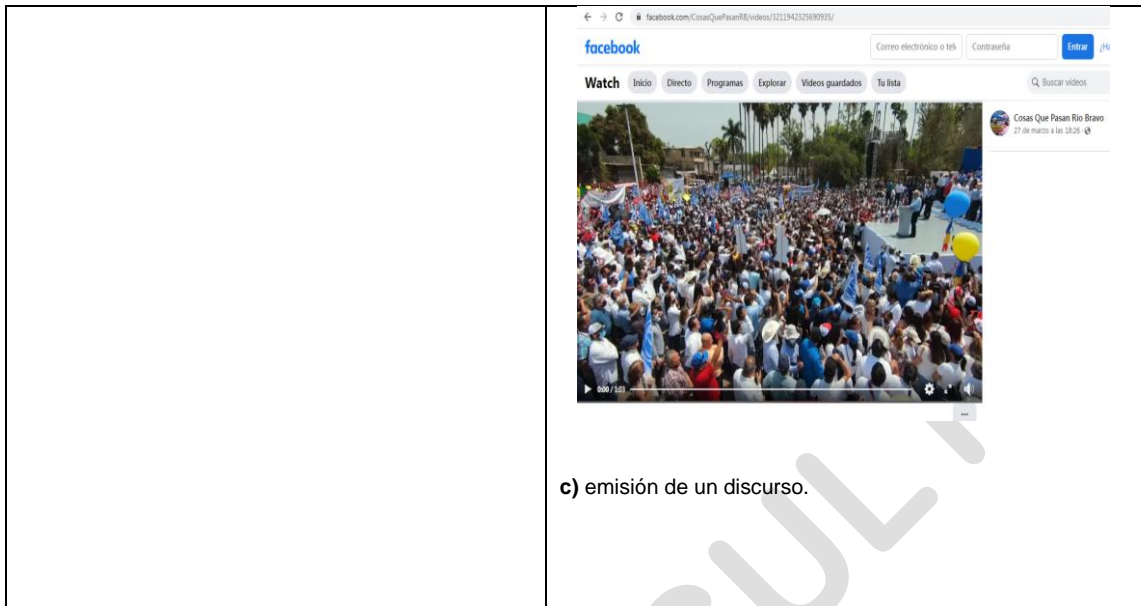 facebook.com/CosasQuePasanRB/videos/3211942325690935/
facebook
Correo electrónico o telé
Contraseña
Entrar
Watch
Inicio
Directo
Programas
Explorar
Videos guardados
Tu lista
Buscar videos
Cosas Que Pasan Río Bravo
27 de marzo a las 18:26
0:00 / 1:03
c) emisión de un discurso.